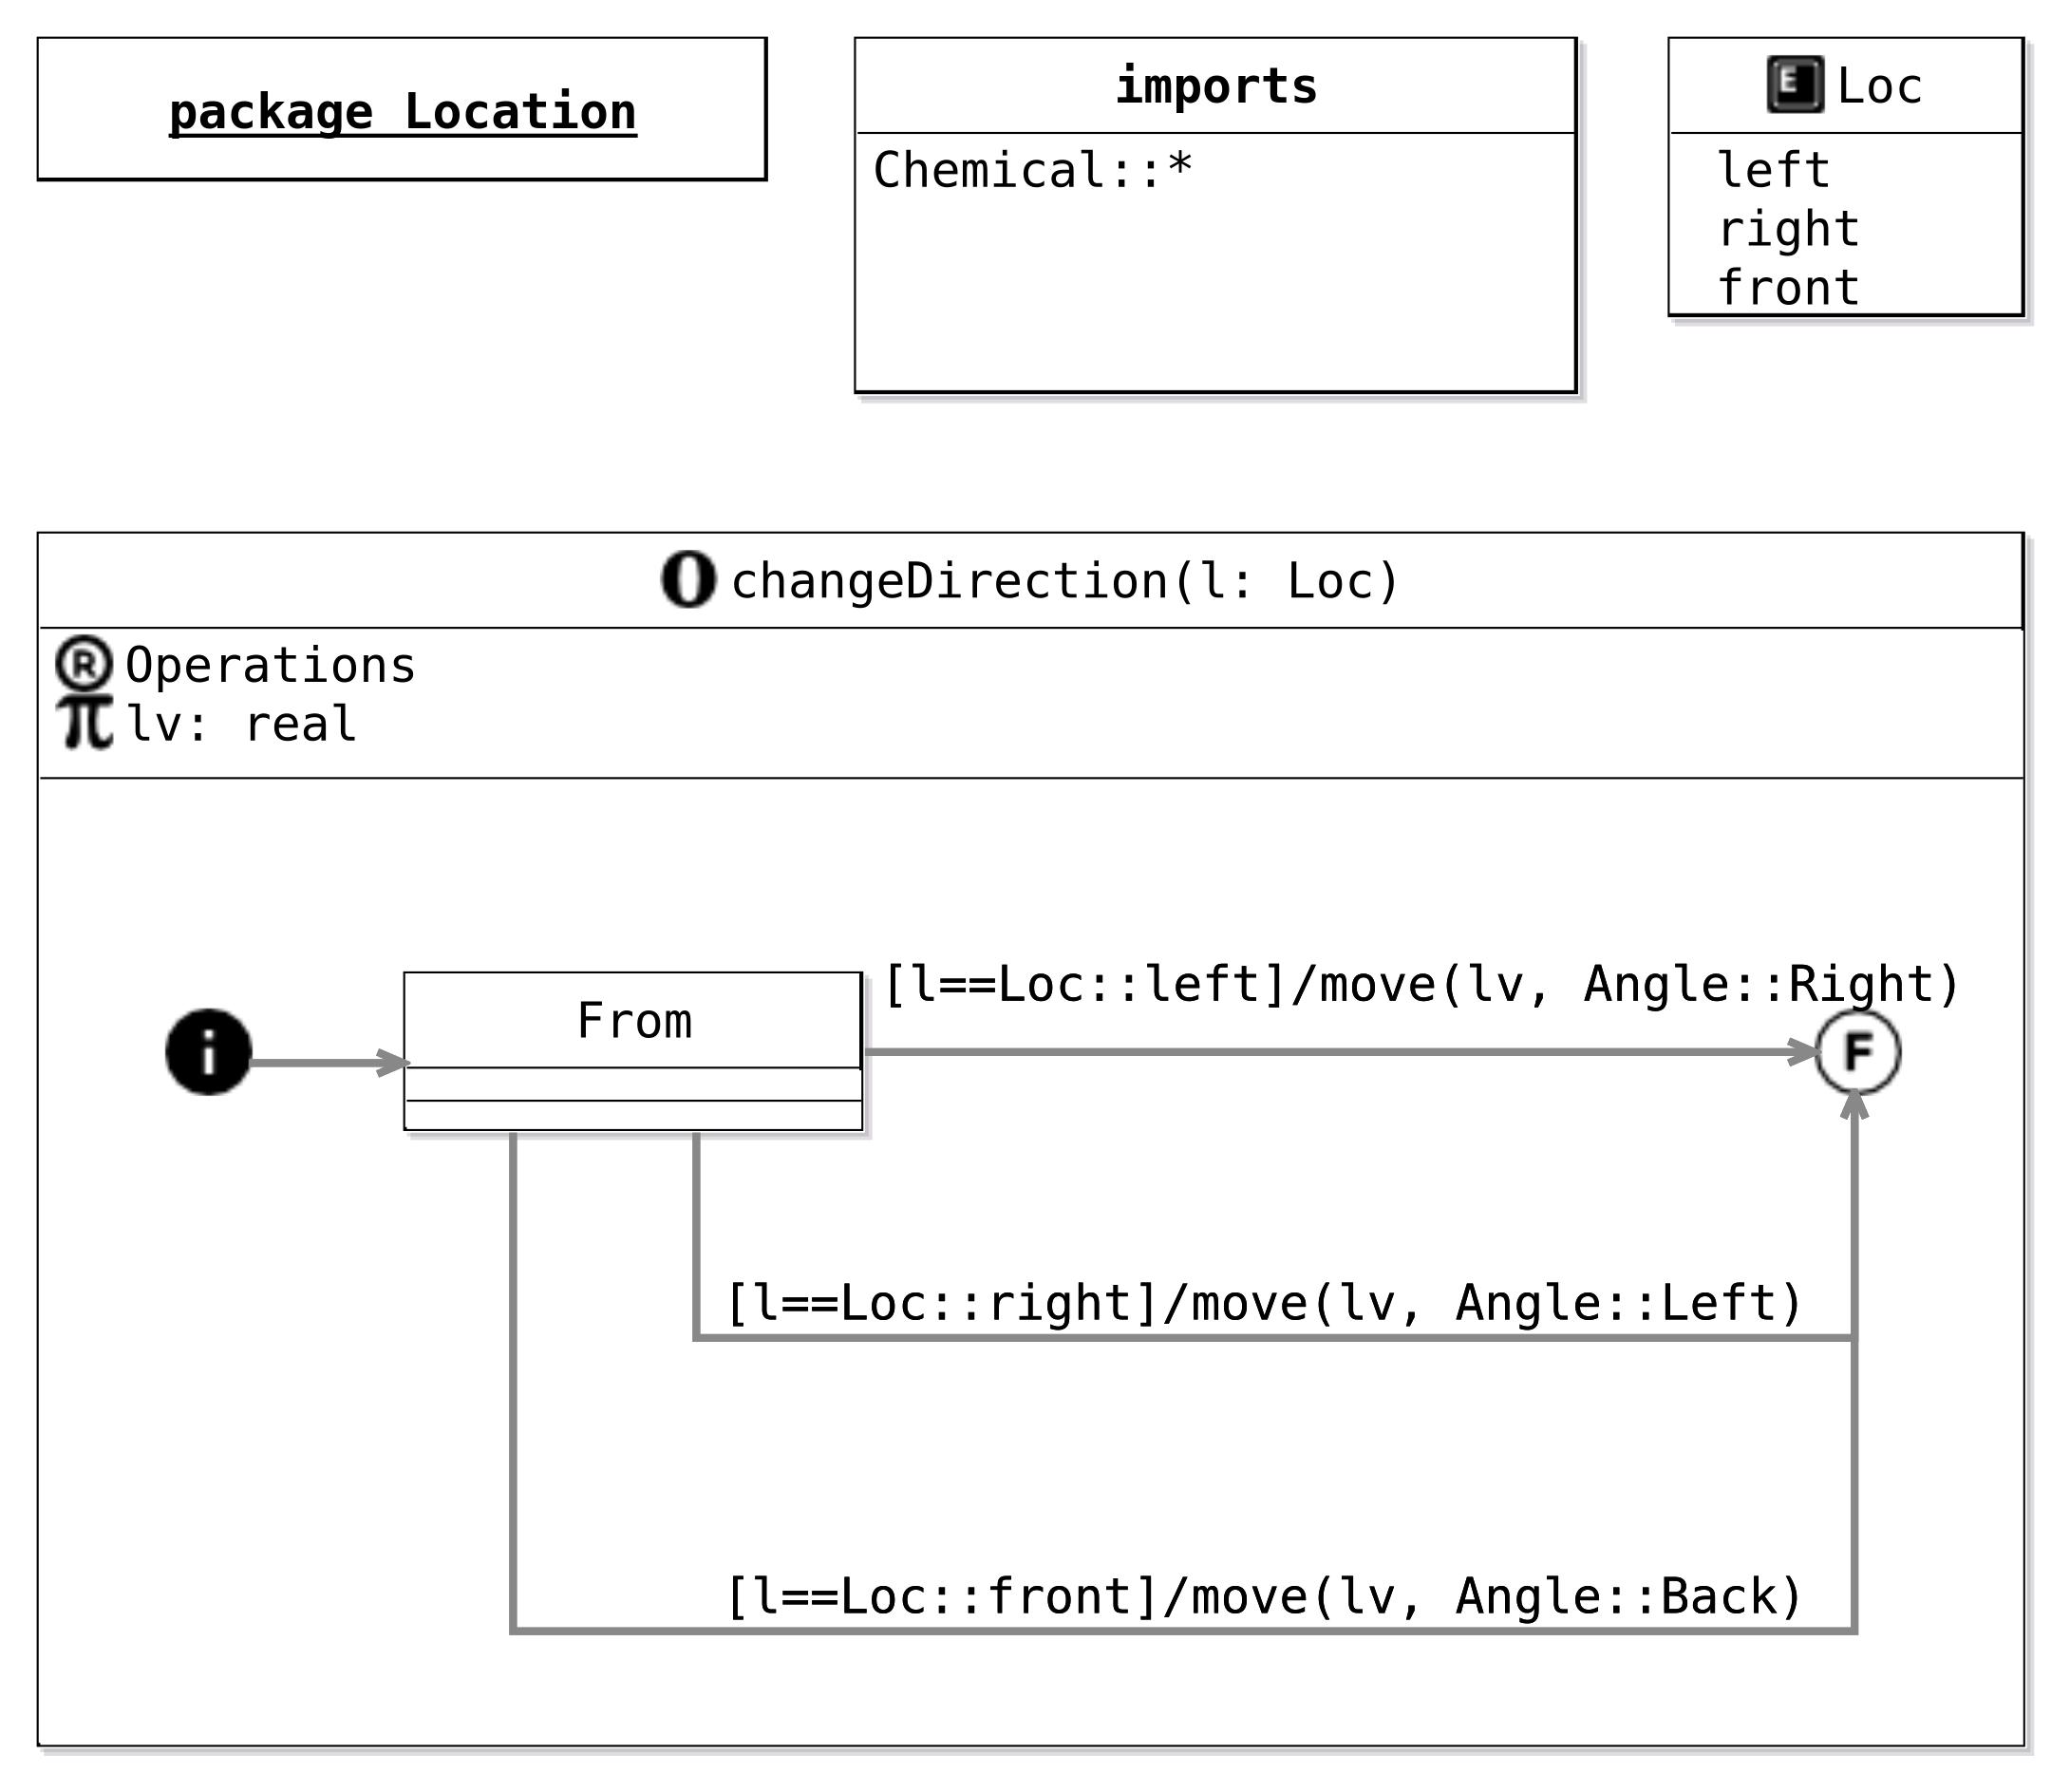 package Location
imports
Chemical::*
E Loc
left
right
front
O changeDirection(l: Loc)
R Operations
π lv: real
[l==Loc::left]/move(lv, Angle::Right)
From
i
F
[l==Loc::right]/move(lv, Angle::Left)
[l==Loc::front]/move(lv, Angle::Back)